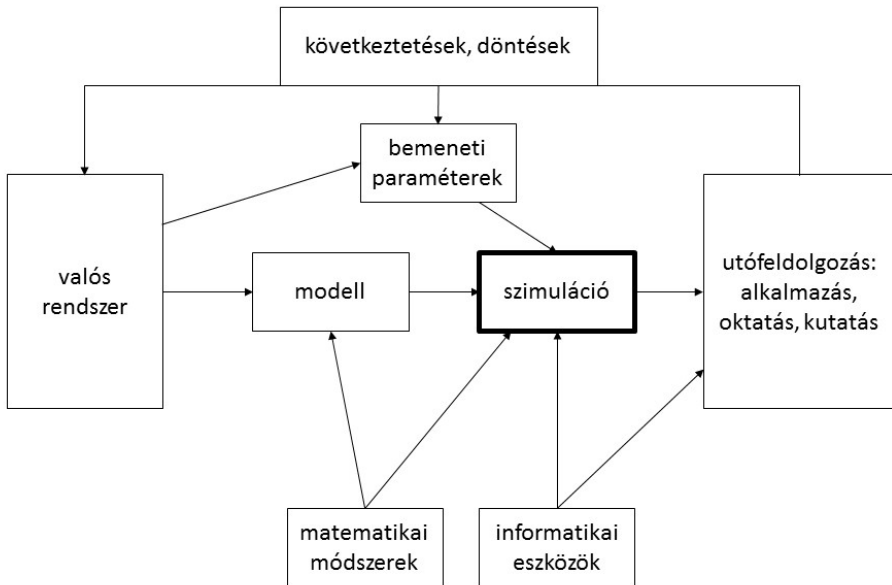 következtetések, döntések
bemeneti
paraméterek
valós
rendszer
modell
szimuláció
utófeldolgozás:
alkalmazás,
oktatás, kutatás
matematikai
módszerek
informatikai
eszközök